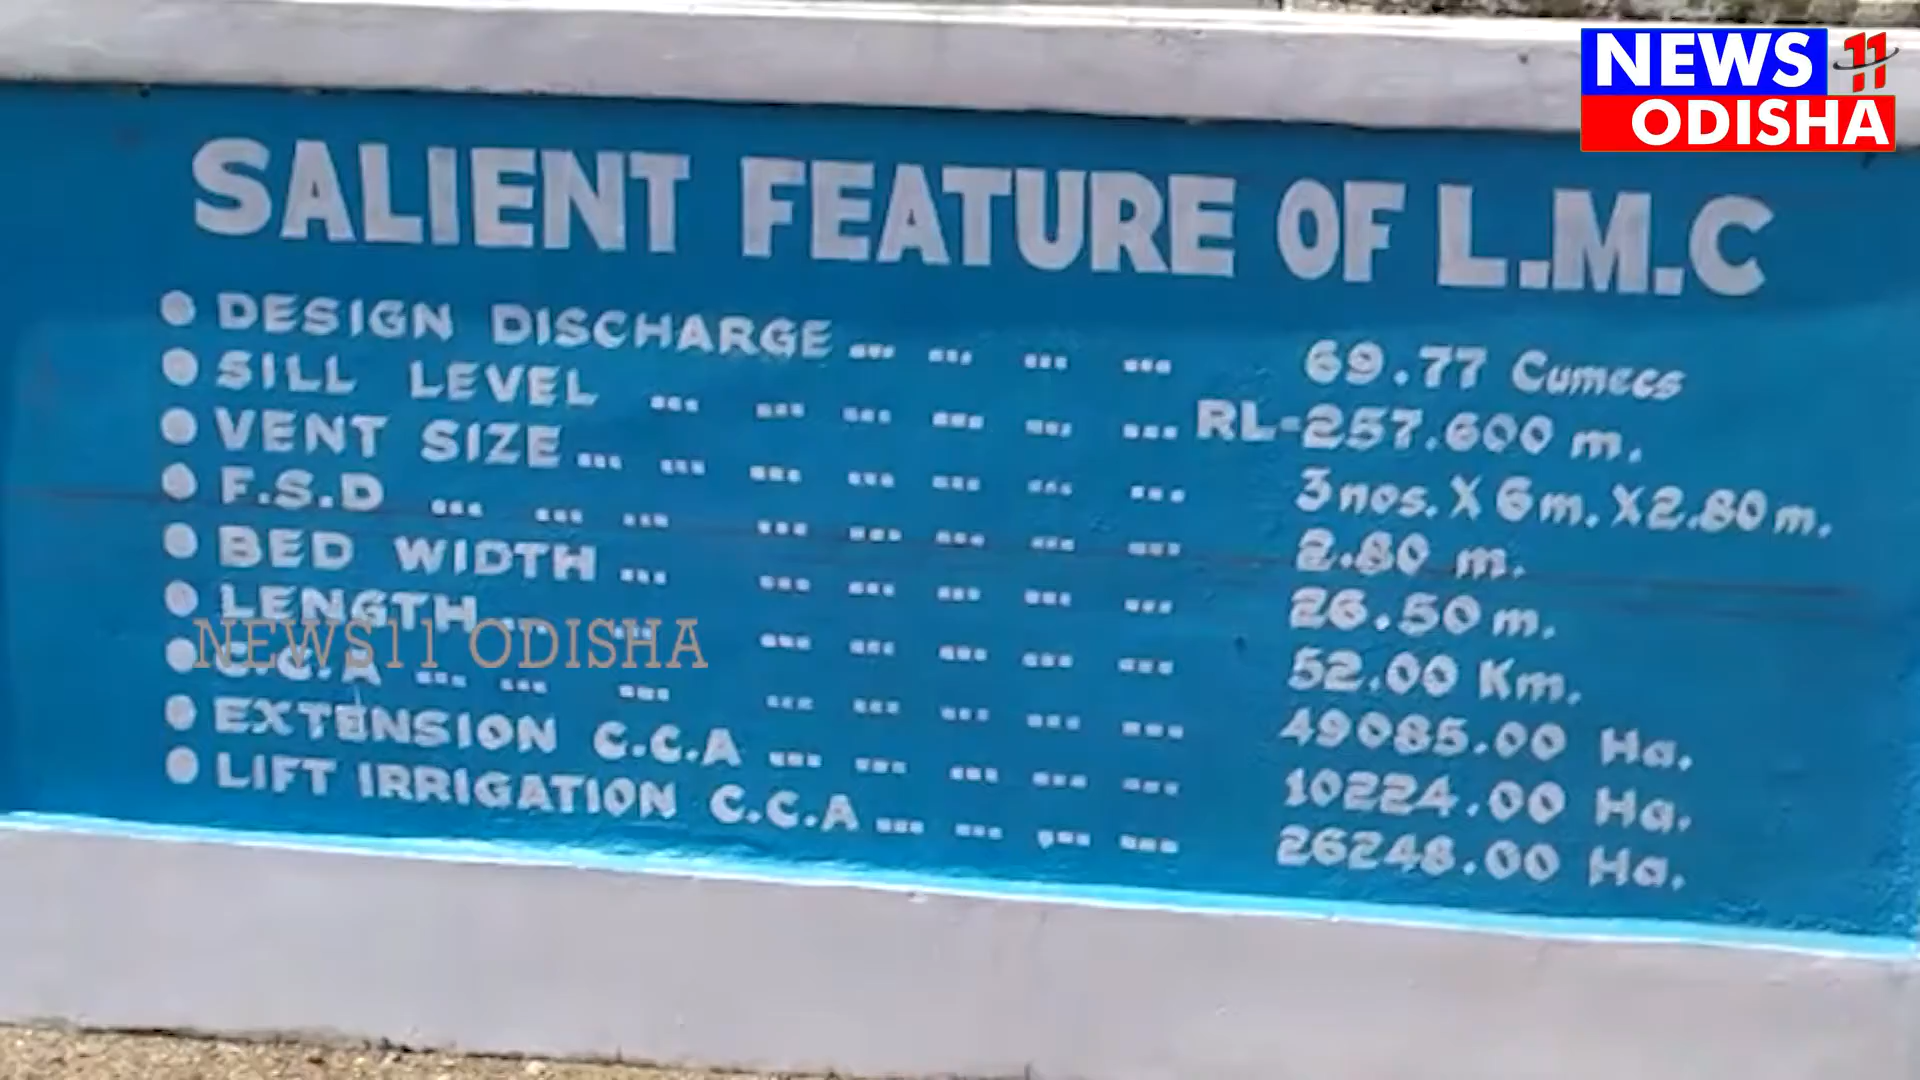 NEWS 11
ODISHA
SALIENT FEATURE OF L.M.C
● DESIGN DISCHARGE ... ... ... ... 69.77 Cumecs
● SILL LEVEL ... ... ... ... ... ... RL-257.600 m.
● VENT SIZE ... ... ... ... ... ... ... 3nos. X 6m. X2.80m.
● F.S.D ... ... ... ... ... ... ... ... 2.80 m.
● BED WIDTH ... ... ... ... ... ... 26.50 m.
● LENGTH ... ... ... ... ... ... ... 52.00 Km.
NEWS11 ODISHA
● C.C.A ... ... ... ... ... ... ... ... 49085.00 Ha.
● EXTENSION C.C.A ... ... ... ... ... 10224.00 Ha.
● LIFT IRRIGATION C.C.A ... ... ... ... 26248.00 Ha.